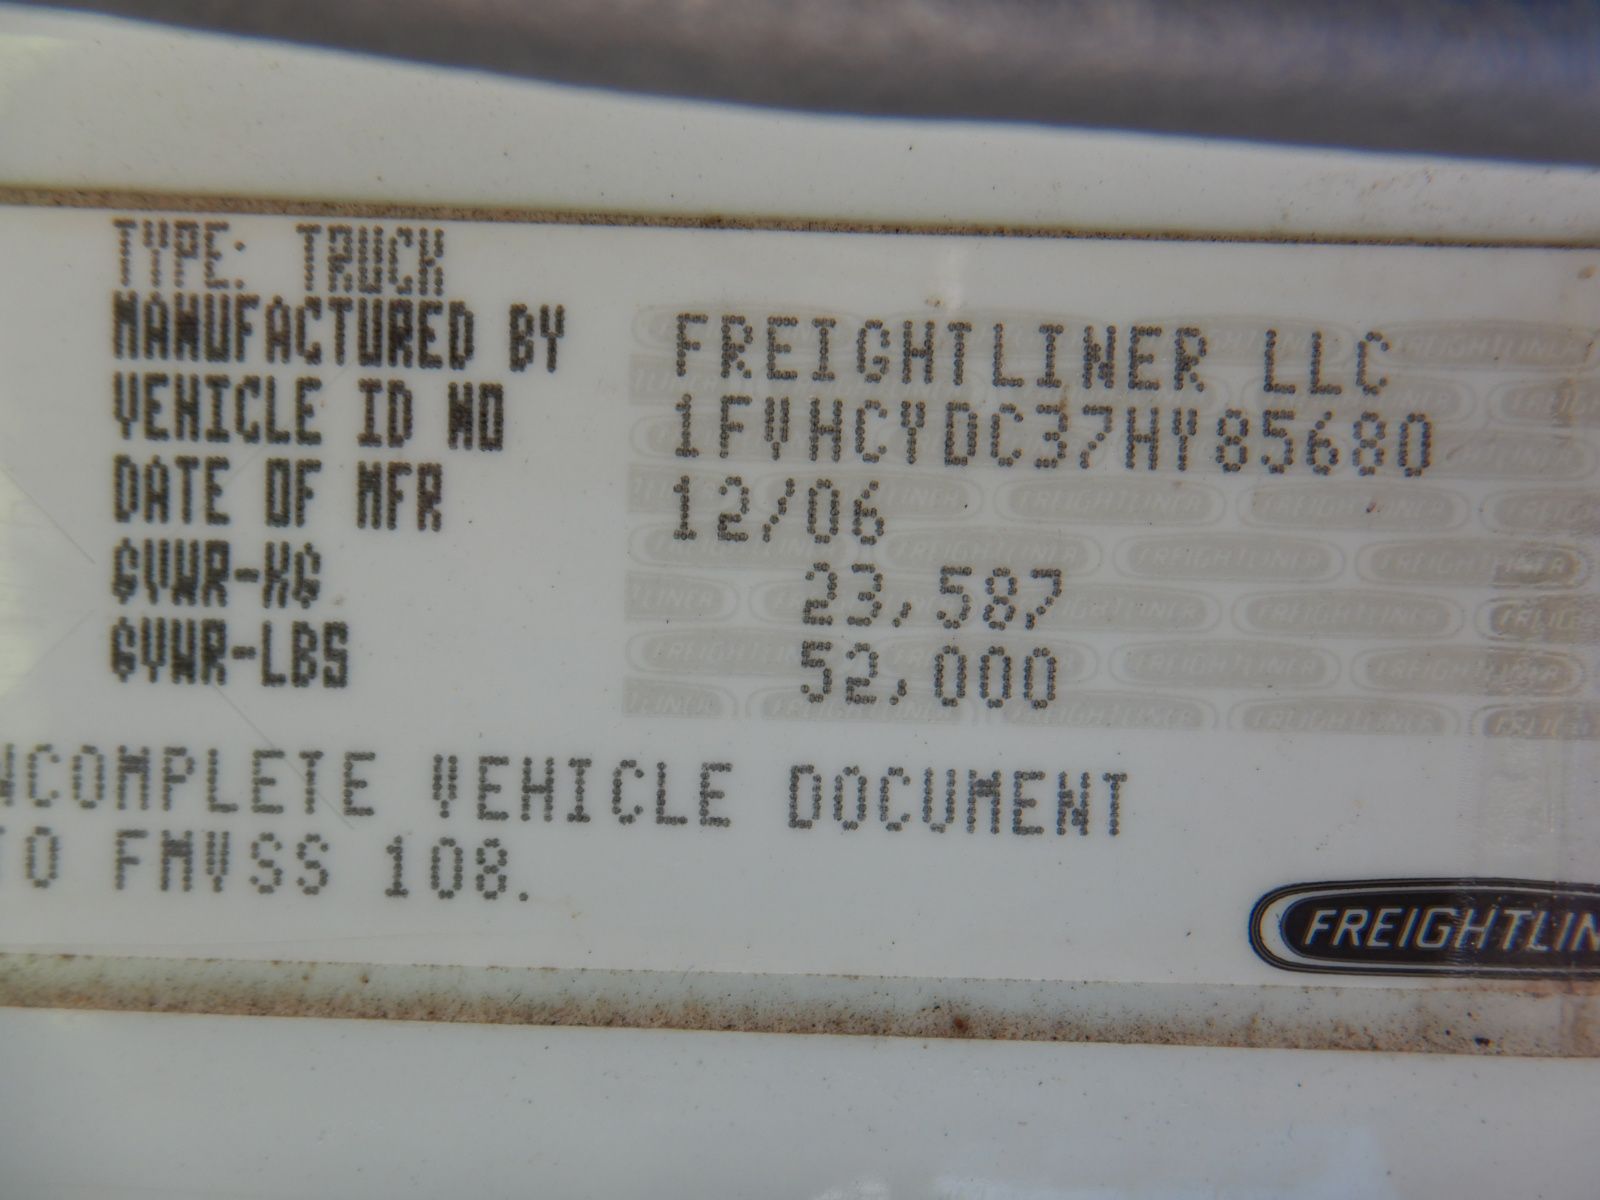 TYPE: TRUCK
MANUFACTURED BY FREIGHTLINER LLC
VEHICLE ID NO 1FVHCYDC37HY85680
DATE OF MFR 12/06
GVWR-KG 23,587
GVWR-LBS 52,000
NCOMPLETE VEHICLE DOCUMENT
TO FMVSS 108.
FREIGHTLIN